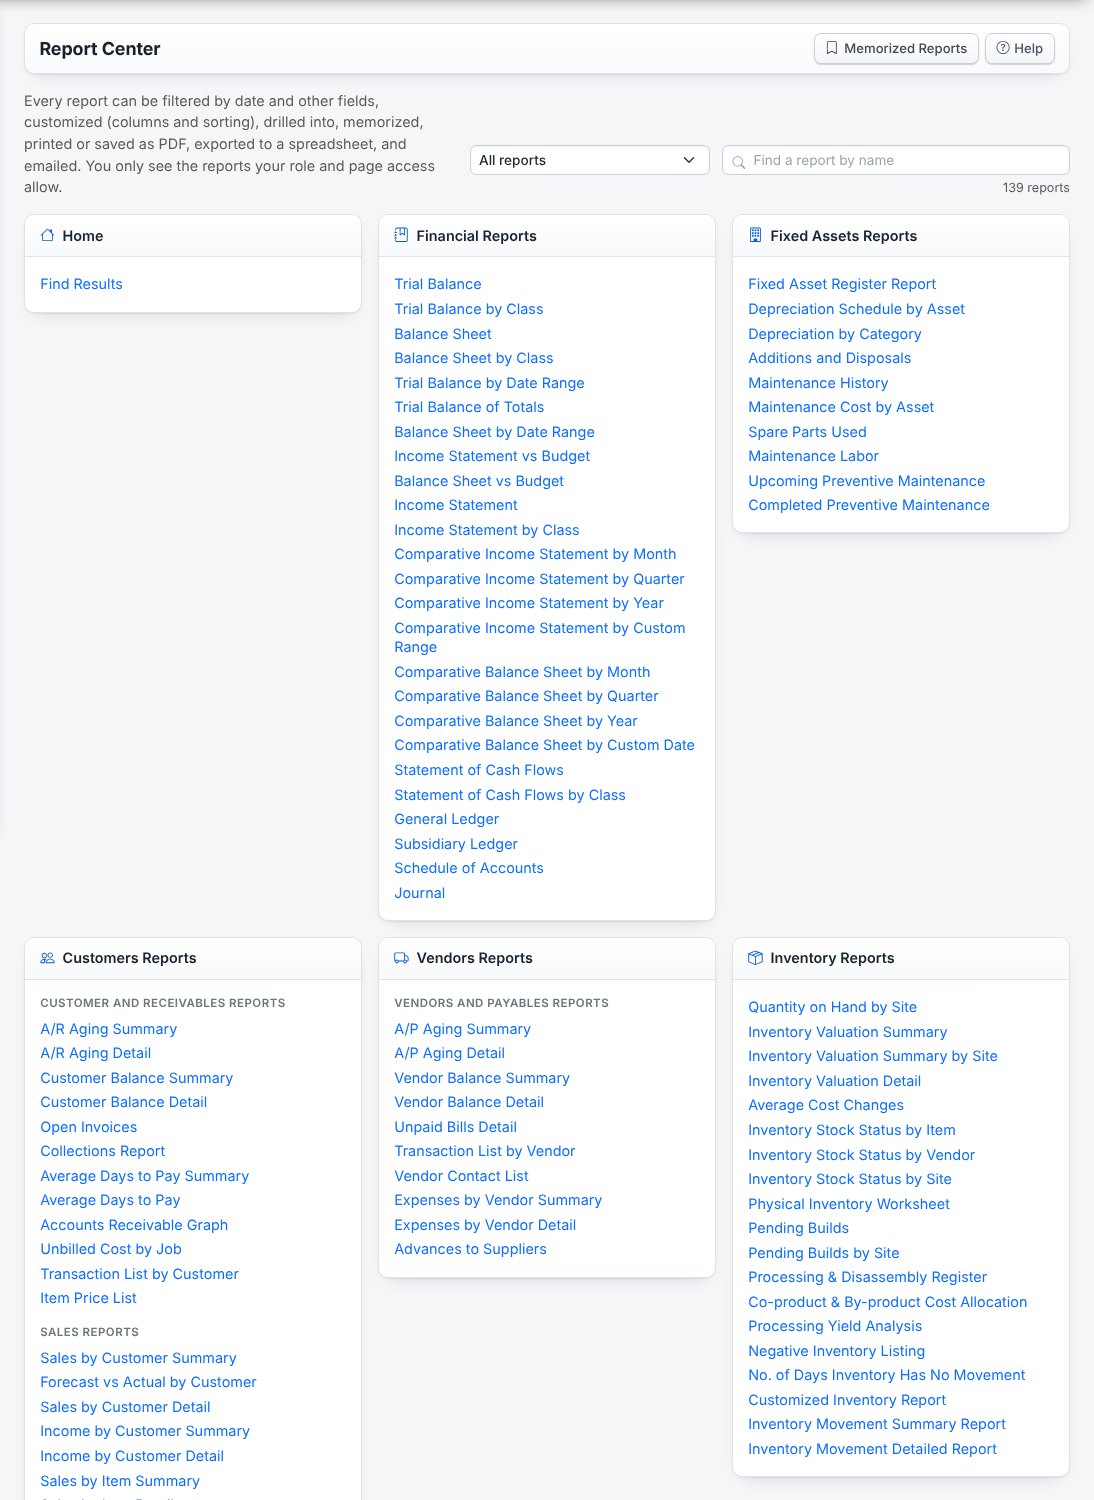 Report Center
Memorized Reports
Help
Every report can be filtered by date and other fields,
customized (columns and sorting), drilled into, memorized,
printed or saved as PDF, exported to a spreadsheet, and
emailed. You only see the reports your role and page access
allow.
All reports
Find a report by name
139 reports
Home
Find Results
Financial Reports
Trial Balance
Trial Balance by Class
Balance Sheet
Balance Sheet by Class
Trial Balance by Date Range
Trial Balance of Totals
Balance Sheet by Date Range
Income Statement vs Budget
Balance Sheet vs Budget
Income Statement
Income Statement by Class
Comparative Income Statement by Month
Comparative Income Statement by Quarter
Comparative Income Statement by Year
Comparative Income Statement by Custom
Range
Comparative Balance Sheet by Month
Comparative Balance Sheet by Quarter
Comparative Balance Sheet by Year
Comparative Balance Sheet by Custom Date
Statement of Cash Flows
Statement of Cash Flows by Class
General Ledger
Subsidiary Ledger
Schedule of Accounts
Journal
Fixed Assets Reports
Fixed Asset Register Report
Depreciation Schedule by Asset
Depreciation by Category
Additions and Disposals
Maintenance History
Maintenance Cost by Asset
Spare Parts Used
Maintenance Labor
Upcoming Preventive Maintenance
Completed Preventive Maintenance
Customers Reports
CUSTOMER AND RECEIVABLES REPORTS
A/R Aging Summary
A/R Aging Detail
Customer Balance Summary
Customer Balance Detail
Open Invoices
Collections Report
Average Days to Pay Summary
Average Days to Pay
Accounts Receivable Graph
Unbilled Cost by Job
Transaction List by Customer
Item Price List
SALES REPORTS
Sales by Customer Summary
Forecast vs Actual by Customer
Sales by Customer Detail
Income by Customer Summary
Income by Customer Detail
Sales by Item Summary
Vendors Reports
VENDORS AND PAYABLES REPORTS
A/P Aging Summary
A/P Aging Detail
Vendor Balance Summary
Vendor Balance Detail
Unpaid Bills Detail
Transaction List by Vendor
Vendor Contact List
Expenses by Vendor Summary
Expenses by Vendor Detail
Advances to Suppliers
Inventory Reports
Quantity on Hand by Site
Inventory Valuation Summary
Inventory Valuation Summary by Site
Inventory Valuation Detail
Average Cost Changes
Inventory Stock Status by Item
Inventory Stock Status by Vendor
Inventory Stock Status by Site
Physical Inventory Worksheet
Pending Builds
Pending Builds by Site
Processing & Disassembly Register
Co-product & By-product Cost Allocation
Processing Yield Analysis
Negative Inventory Listing
No. of Days Inventory Has No Movement
Customized Inventory Report
Inventory Movement Summary Report
Inventory Movement Detailed Report